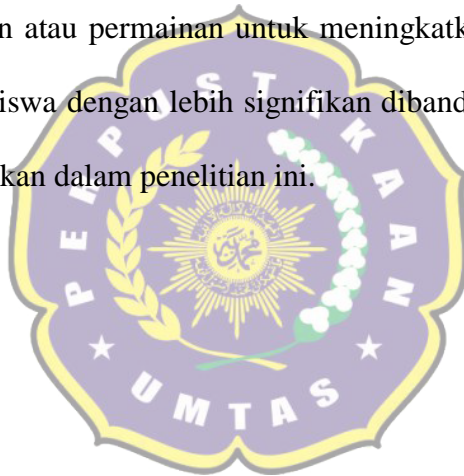 n atau permainan untuk meningkatk
iswa dengan lebih signifikan diband
kan dalam penelitian ini.
PERPUSTAKAAN
UMTAS